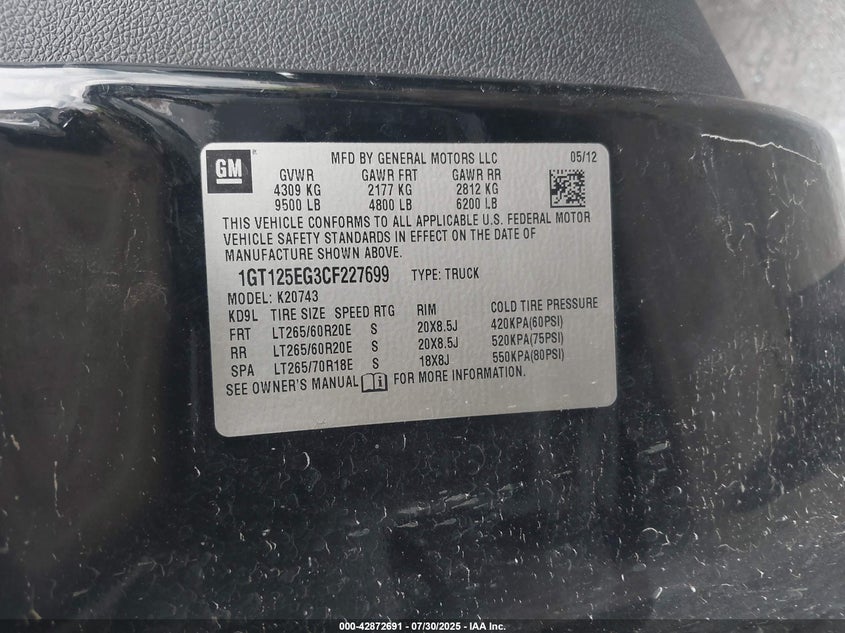 GM
MFD BY GENERAL MOTORS LLC 05/12
GVWR GAWR FRT GAWR RR
4309 KG 2177 KG 2812 KG
9500 LB 4800 LB 6200 LB
THIS VEHICLE CONFORMS TO ALL APPLICABLE U.S. FEDERAL MOTOR
VEHICLE SAFETY STANDARDS IN EFFECT ON THE DATE OF
MANUFACTURE SHOWN ABOVE.
1GT125EG3CF227699 TYPE: TRUCK
MODEL: K20743
KD9L TIRE SIZE SPEED RTG RIM COLD TIRE PRESSURE
FRT LT265/60R20E S 20X8.5J 420KPA(60PSI)
RR LT265/60R20E S 20X8.5J 520KPA(75PSI)
SPA LT265/70R18E S 18X8J 550KPA(80PSI)
SEE OWNER'S MANUAL FOR MORE INFORMATION.
000-42872691 / 07/30/2025 - IAA Inc.